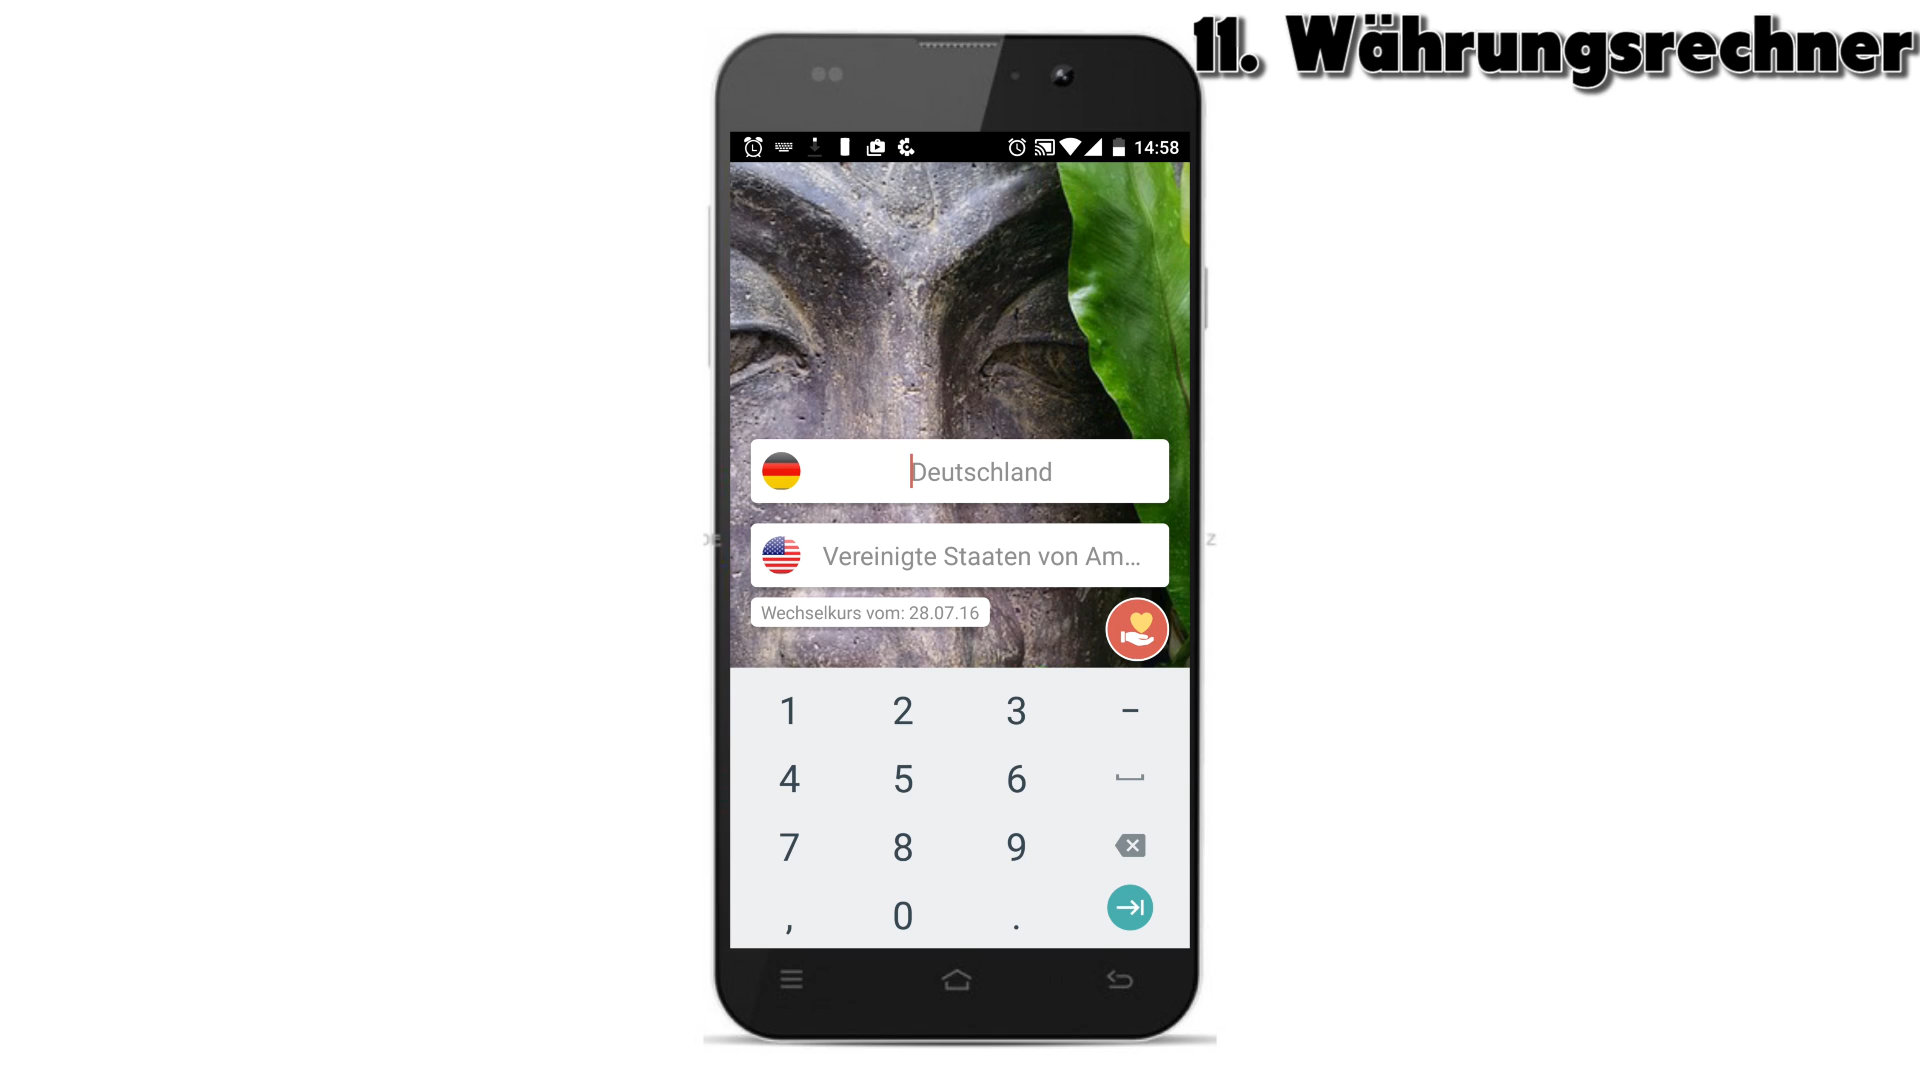 11. Währungsrechner
14:58
Deutschland
Vereinigte Staaten von Am...
Wechselkurs vom: 28.07.16
1 2 3 –
4 5 6
7 8 9
, 0 .